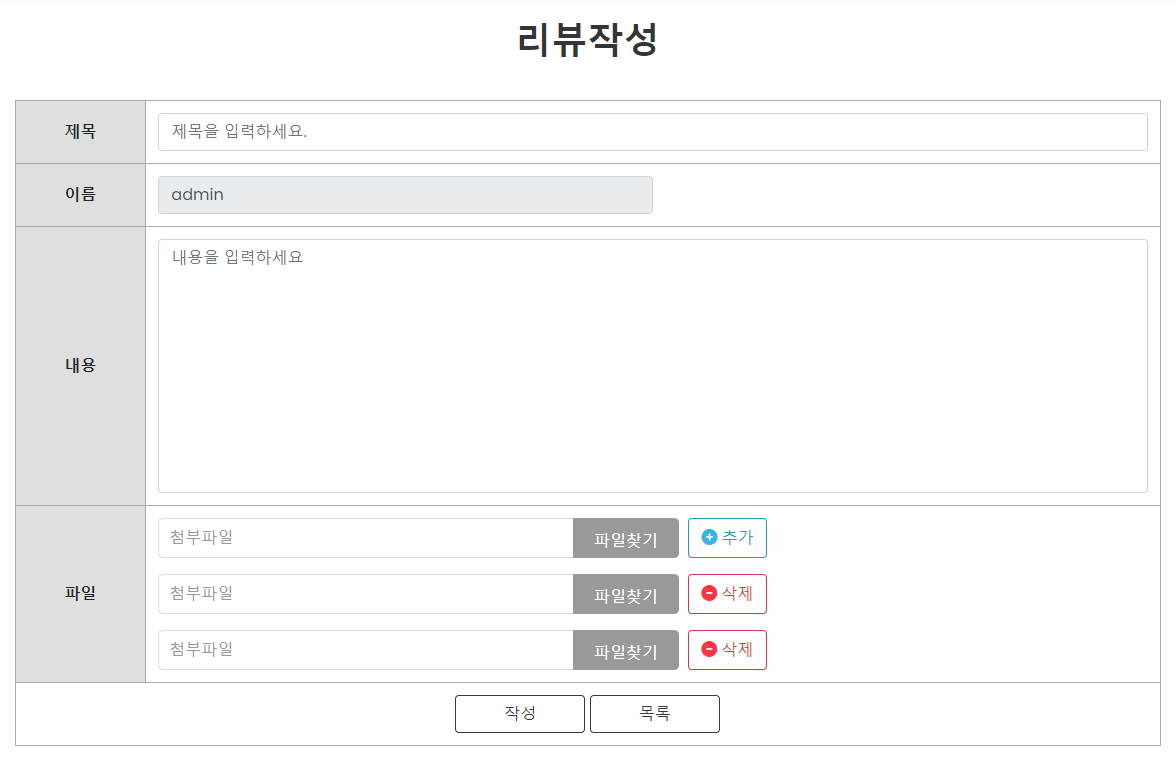 리뷰작성
제목 제목을 입력하세요.
이름 admin
내용 내용을 입력하세요
파일 첨부파일 파일찾기 추가
첨부파일 파일찾기 삭제
첨부파일 파일찾기 삭제
작성 목록